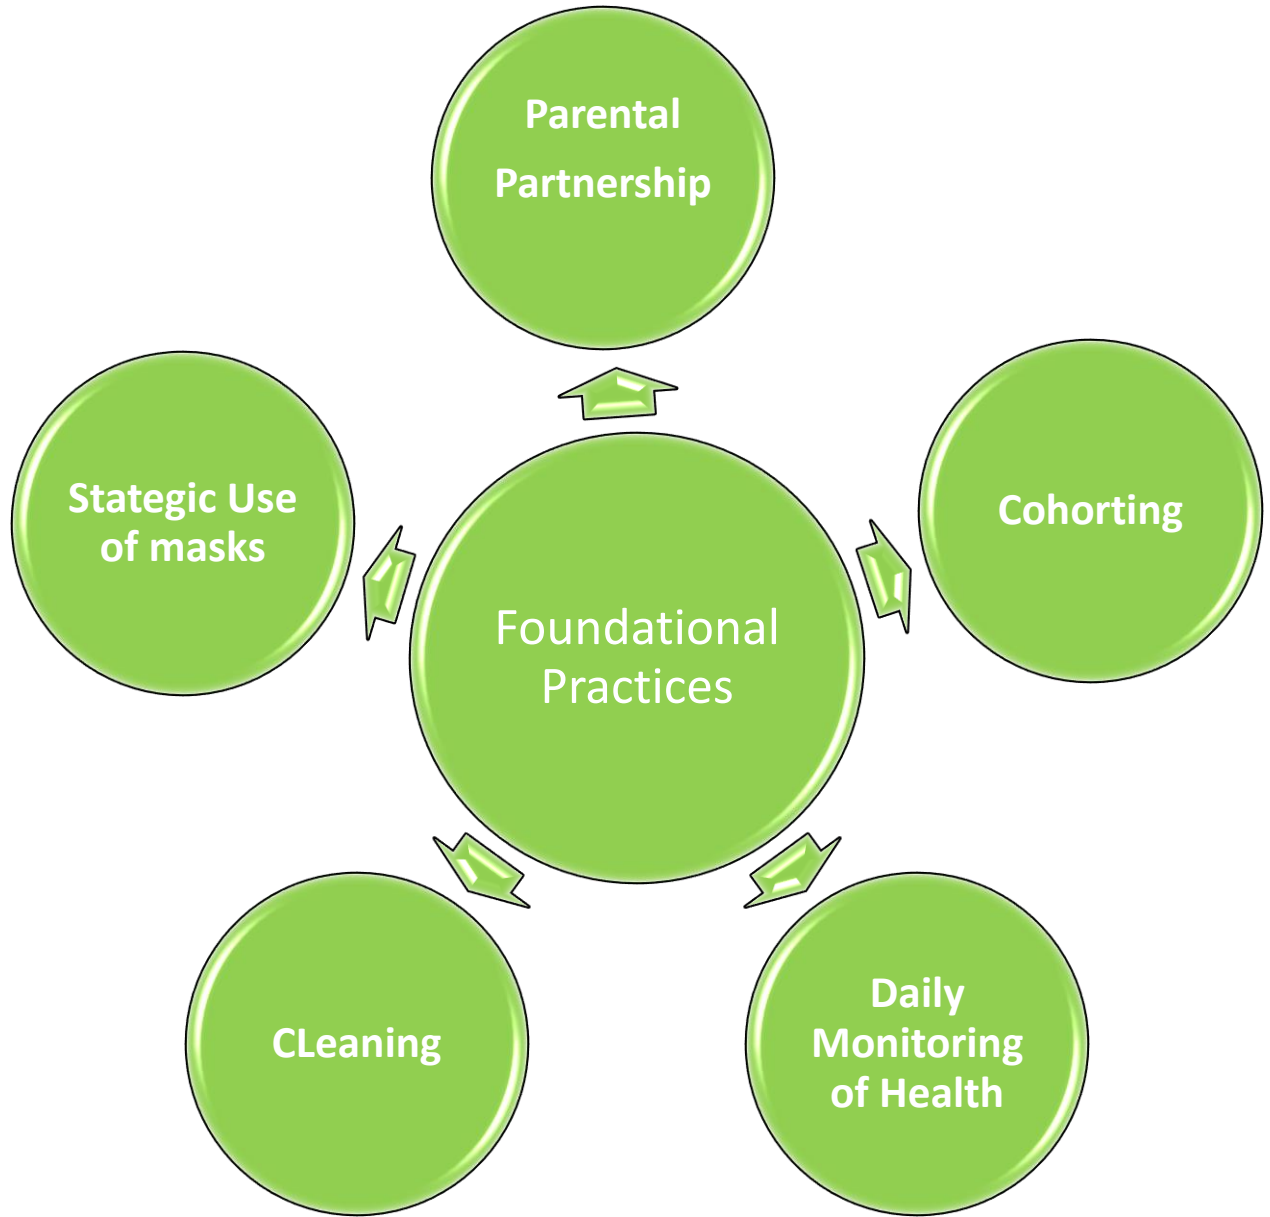 Parental
Partnership
Stategic Use
of masks
Cohorting
Foundational
Practices
CLeaning
Daily
Monitoring
of Health